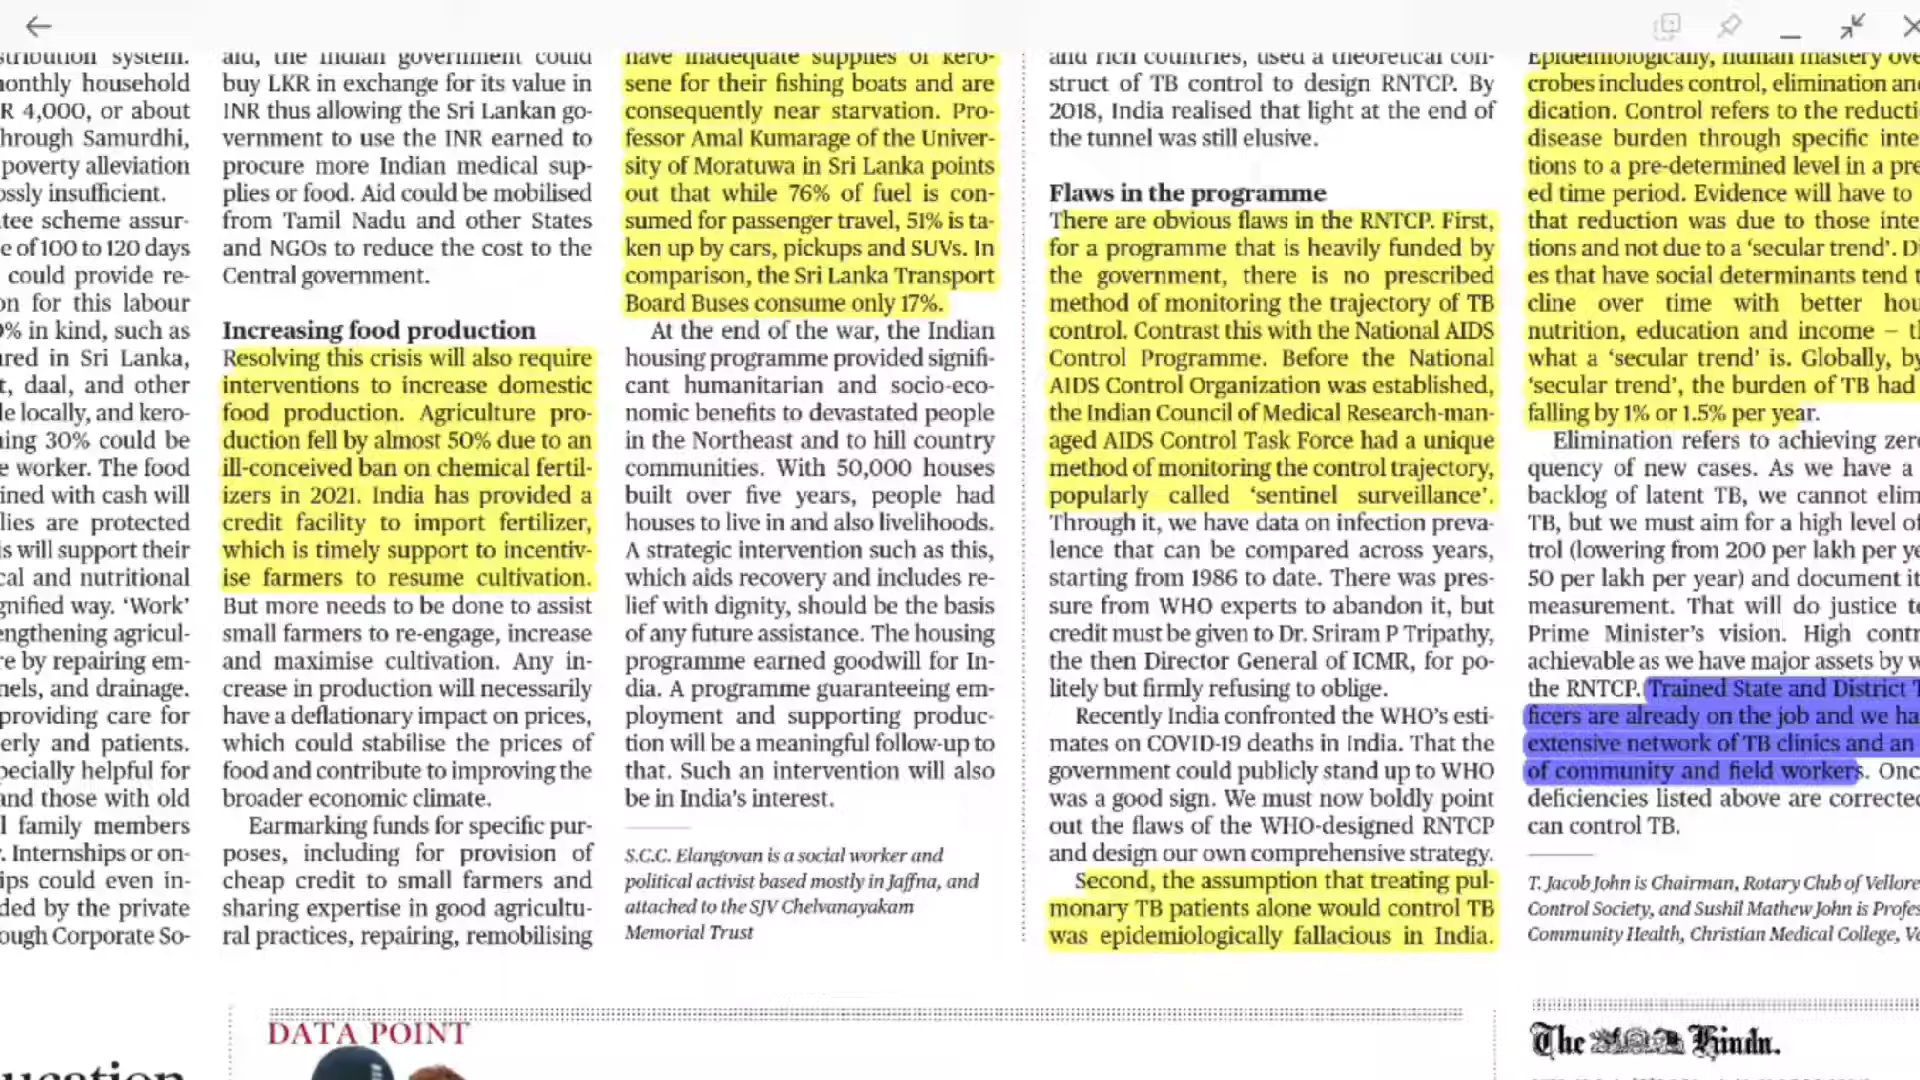 stribution system.
monthly household
R 4,000, or about
hrough Samurdhi,
poverty alleviation
ossly insufficient.
tee scheme assur-
e of 100 to 120 days
could provide re-
on for this labour
% in kind, such as
red in Sri Lanka,
t, daal, and other
le locally, and kero-
ing 30% could be
e worker. The food
ined with cash will
lies are protected
s will support their
cal and nutritional
gnified way. ‘Work’
engthening agricul-
re by repairing em-
nels, and drainage.
providing care for
erly and patients.
pecially helpful for
and those with old
l family members
. Internships or on-
ips could even in-
ded by the private
ough Corporate So-
aid, the Indian government could
buy LKR in exchange for its value in
INR thus allowing the Sri Lankan go-
vernment to use the INR earned to
procure more Indian medical sup-
plies or food. Aid could be mobilised
from Tamil Nadu and other States
and NGOs to reduce the cost to the
Central government.
Increasing food production
Resolving this crisis will also require
interventions to increase domestic
food production. Agriculture pro-
duction fell by almost 50% due to an
ill-conceived ban on chemical fertil-
izers in 2021. India has provided a
credit facility to import fertilizer,
which is timely support to incentiv-
ise farmers to resume cultivation.
But more needs to be done to assist
small farmers to re-engage, increase
and maximise cultivation. Any in-
crease in production will necessarily
have a deflationary impact on prices,
which could stabilise the prices of
food and contribute to improving the
broader economic climate.
Earmarking funds for specific pur-
poses, including for provision of
cheap credit to small farmers and
sharing expertise in good agricultu-
ral practices, repairing, remobilising
have inadequate supplies of kero-
sene for their fishing boats and are
consequently near starvation. Pro-
fessor Amal Kumarage of the Univer-
sity of Moratuwa in Sri Lanka points
out that while 76% of fuel is con-
sumed for passenger travel, 51% is ta-
ken up by cars, pickups and SUVs. In
comparison, the Sri Lanka Transport
Board Buses consume only 17%.
At the end of the war, the Indian
housing programme provided signifi-
cant humanitarian and socio-eco-
nomic benefits to devastated people
in the Northeast and to hill country
communities. With 50,000 houses
built over five years, people had
houses to live in and also livelihoods.
A strategic intervention such as this,
which aids recovery and includes re-
lief with dignity, should be the basis
of any future assistance. The housing
programme earned goodwill for In-
dia. A programme guaranteeing em-
ployment and supporting produc-
tion will be a meaningful follow-up to
that. Such an intervention will also
be in India’s interest.
S.C.C. Elangovan is a social worker and
political activist based mostly in Jaffna, and
attached to the SJV Chelvanayakam
Memorial Trust
and rich countries, used a theoretical con-
struct of TB control to design RNTCP. By
2018, India realised that light at the end of
the tunnel was still elusive.
Flaws in the programme
There are obvious flaws in the RNTCP. First,
for a programme that is heavily funded by
the government, there is no prescribed
method of monitoring the trajectory of TB
control. Contrast this with the National AIDS
Control Programme. Before the National
AIDS Control Organization was established,
the Indian Council of Medical Research-man-
aged AIDS Control Task Force had a unique
method of monitoring the control trajectory,
popularly called ‘sentinel surveillance’.
Through it, we have data on infection preva-
lence that can be compared across years,
starting from 1986 to date. There was pres-
sure from WHO experts to abandon it, but
credit must be given to Dr. Sriram P Tripathy,
the then Director General of ICMR, for po-
litely but firmly refusing to oblige.
Recently India confronted the WHO’s esti-
mates on COVID-19 deaths in India. That the
government could publicly stand up to WHO
was a good sign. We must now boldly point
out the flaws of the WHO-designed RNTCP
and design our own comprehensive strategy.
Second, the assumption that treating pul-
monary TB patients alone would control TB
was epidemiologically fallacious in India.
Epidemiologically, human mastery ove
crobes includes control, elimination and
dication. Control refers to the reducti
disease burden through specific inte
tions to a pre-determined level in a pre
ed time period. Evidence will have to
that reduction was due to those inte
tions and not due to a ‘secular trend’. D
es that have social determinants tend t
cline over time with better hou
nutrition, education and income – t
what a ‘secular trend’ is. Globally, by
‘secular trend’, the burden of TB had
falling by 1% or 1.5% per year.
Elimination refers to achieving zero
quency of new cases. As we have a
backlog of latent TB, we cannot elim
TB, but we must aim for a high level of
trol (lowering from 200 per lakh per ye
50 per lakh per year) and document it
measurement. That will do justice to
Prime Minister’s vision. High contr
achievable as we have major assets by w
the RNTCP. Trained State and District T
ficers are already on the job and we ha
extensive network of TB clinics and an
of community and field workers. Onc
deficiencies listed above are corrected
can control TB.
T. Jacob John is Chairman, Rotary Club of Vellore
Control Society, and Sushil Mathew John is Profes
Community Health, Christian Medical College, Ve
DATA POINT
The Hindu.
ucation